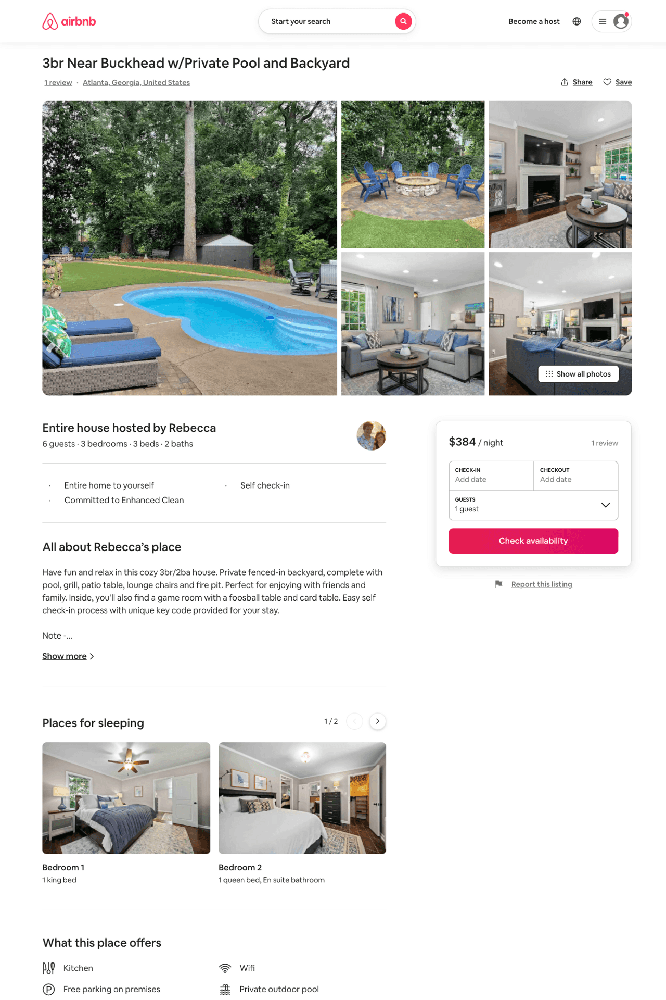 airbnb
Start your search
Become a host
3br Near Buckhead w/Private Pool and Backyard
1 review · Atlanta, Georgia, United States
Share
Save
Show all photos
Entire house hosted by Rebecca
6 guests · 3 bedrooms · 3 beds · 2 baths
$384 / night
1 review
CHECK-IN
Add date
CHECKOUT
Add date
GUESTS
1 guest
Check availability
Report this listing
· Entire home to yourself
· Self check-in
· Committed to Enhanced Clean
All about Rebecca’s place
Have fun and relax in this cozy 3br/2ba house. Private fenced-in backyard, complete with
pool, grill, patio table, lounge chairs and fire pit. Perfect for enjoying with friends and
family. Inside, you’ll also find a game room with a foosball table and card table. Easy self
check-in process with unique key code provided for your stay.
Note -...
Show more
Places for sleeping
1 / 2
Bedroom 1
1 king bed
Bedroom 2
1 queen bed, En suite bathroom
What this place offers
Kitchen
Wifi
Free parking on premises
Private outdoor pool